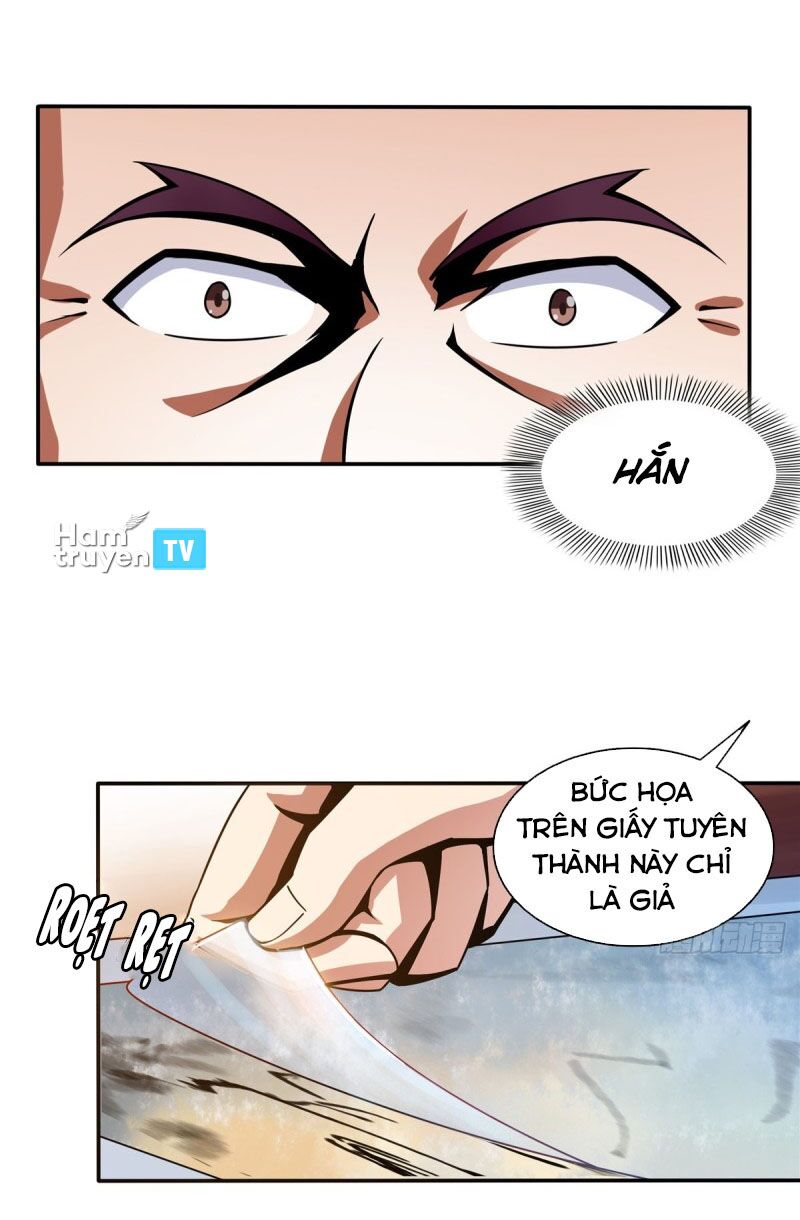 HẮN
Ham
truyen TV
BỨC HỌA
TRÊN GIẤY TUYÊN
THÀNH NÀY CHỈ
LÀ GIẢ
ROẸT
RẸT